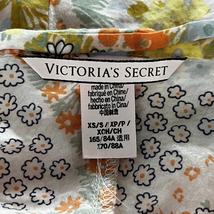 VICTORIA'S SECRET
made in China/
fabriqué en Chine/
hecho en China/
fabricado en China/
中国制造
XS/S / XP/P /
XCH/CH
165/84A 适用
170/88A